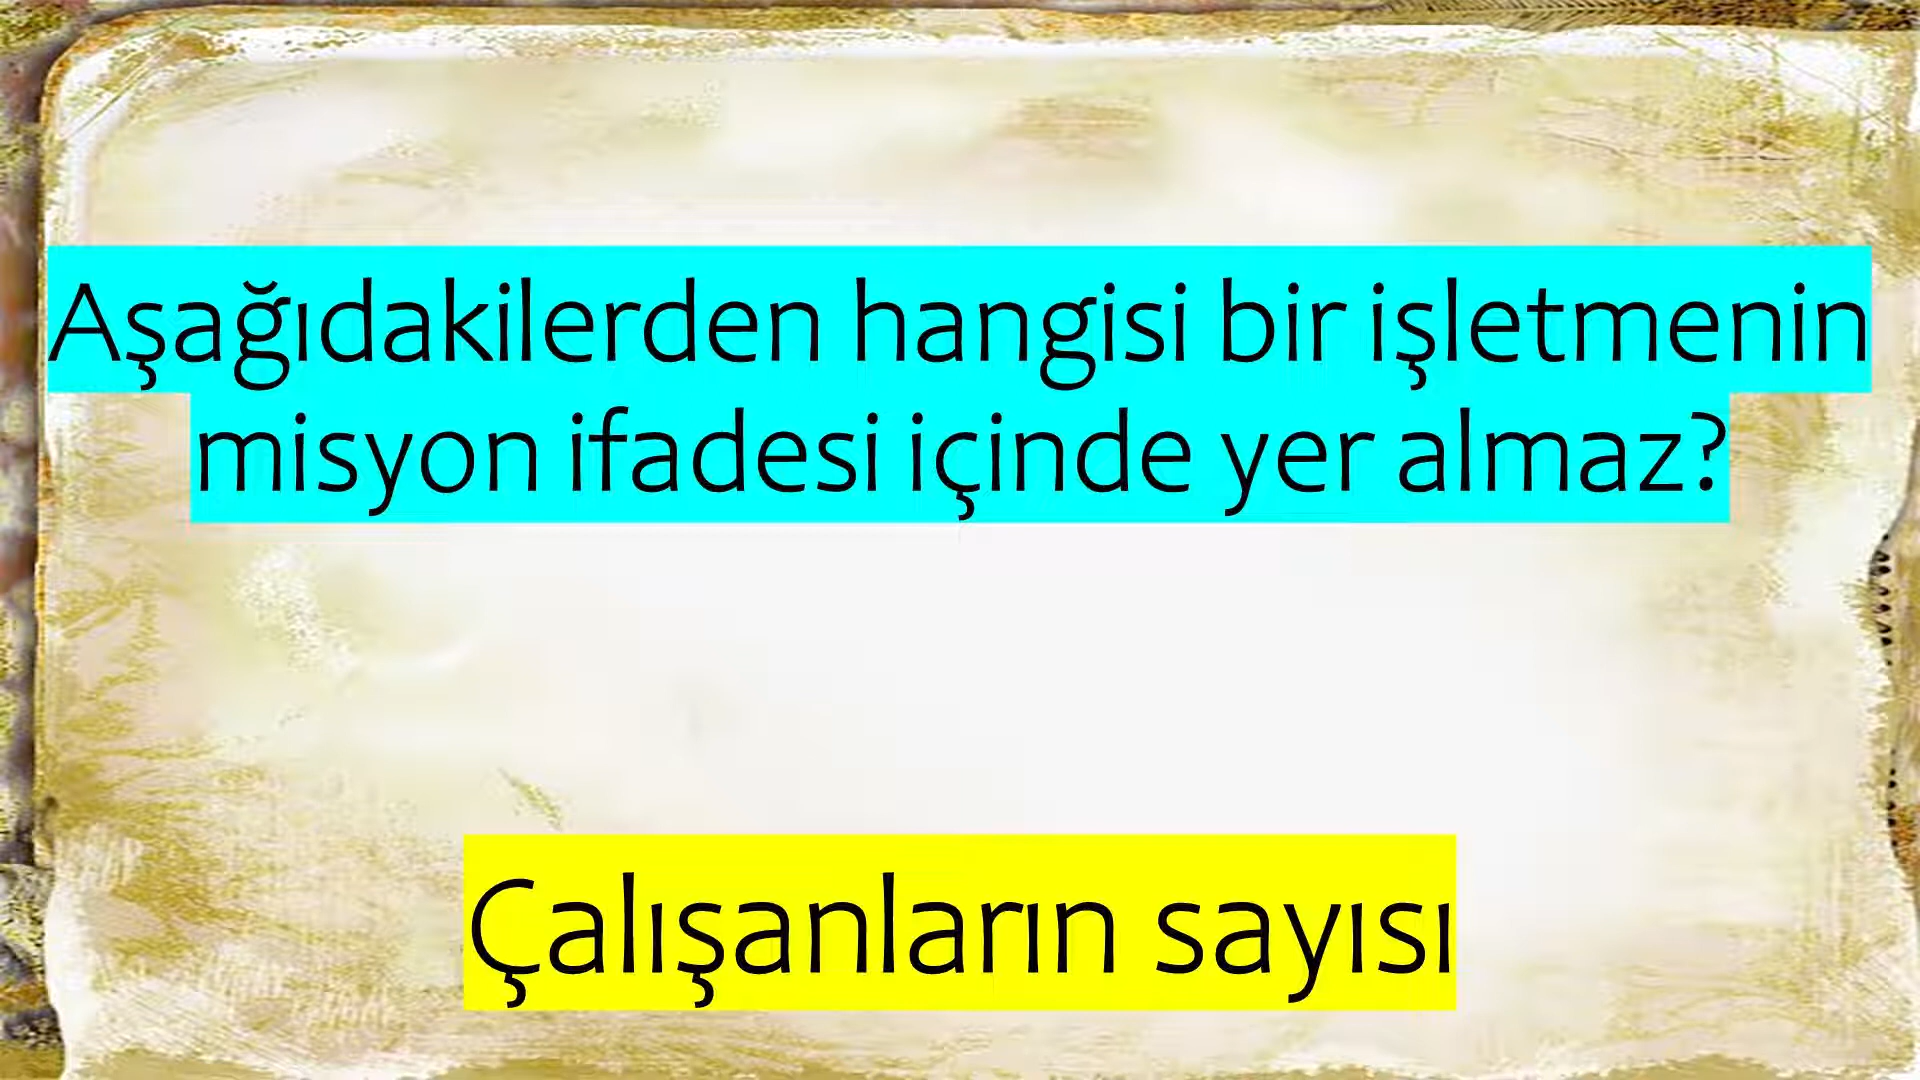 Aşağıdakilerden hangisi bir işletmenin
misyon ifadesi içinde yer almaz?
Çalışanların sayısı